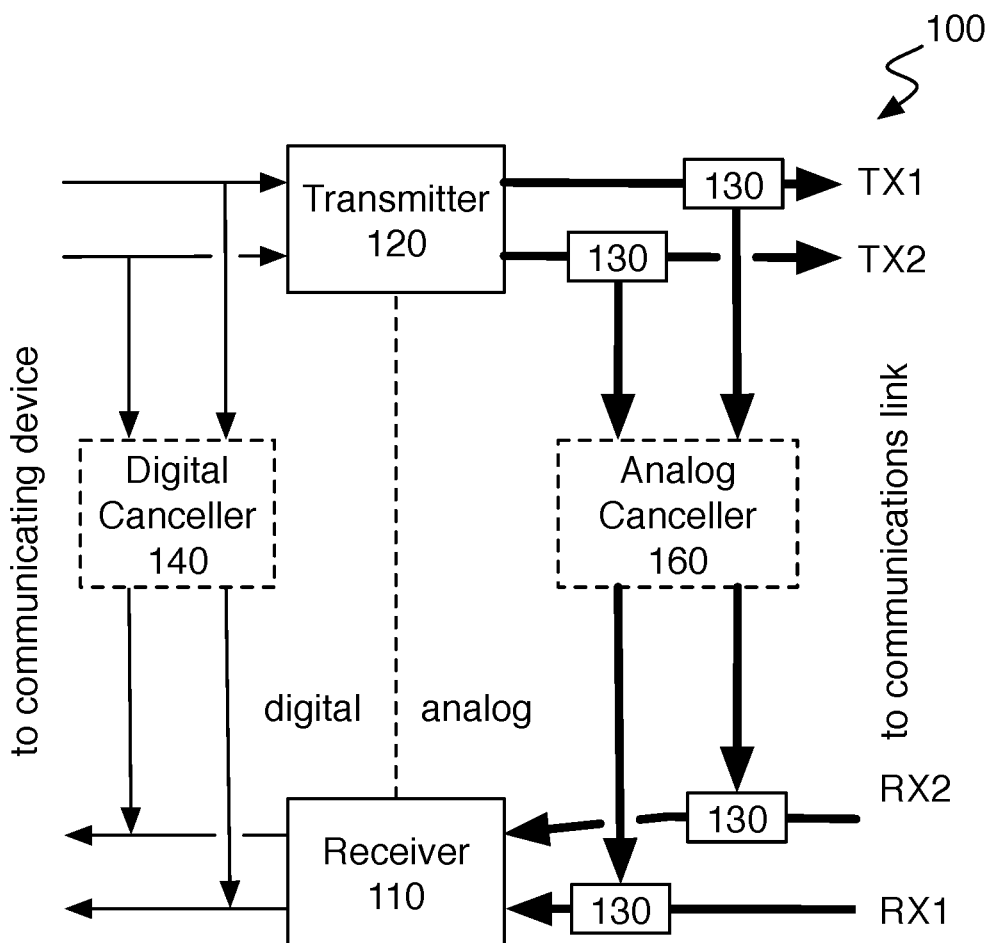 100
Transmitter
120
130
TX1
130
TX2
to communicating device
to communications link
Digital
Canceller
140
Analog
Canceller
160
digital
analog
RX2
130
Receiver
110
130
RX1